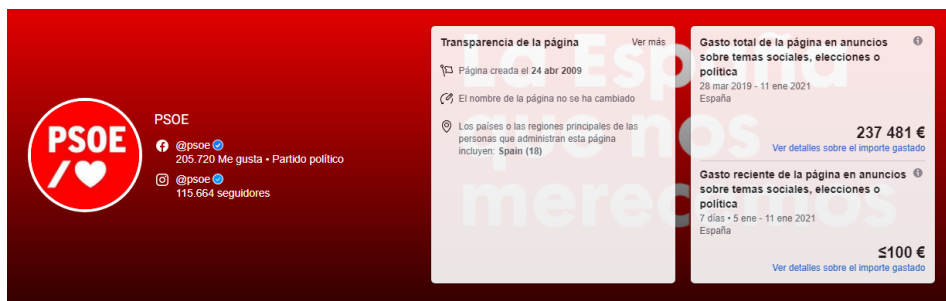 PSOE
PSOE
@psoe
205.720 Me gusta • Partido político
@psoe
115.664 seguidores
La España
que nos
merecemos
Transparencia de la página
Ver más
Página creada el 24 abr 2009
El nombre de la página no se ha cambiado
Los países o las regiones principales de las
personas que administran esta página
incluyen: Spain (18)
Gasto total de la página en anuncios
sobre temas sociales, elecciones o
política
28 mar 2019 - 11 ene 2021
España
237 481 €
Ver detalles sobre el importe gastado
Gasto reciente de la página en anuncios
sobre temas sociales, elecciones o
política
7 días • 5 ene - 11 ene 2021
España
≤100 €
Ver detalles sobre el importe gastado